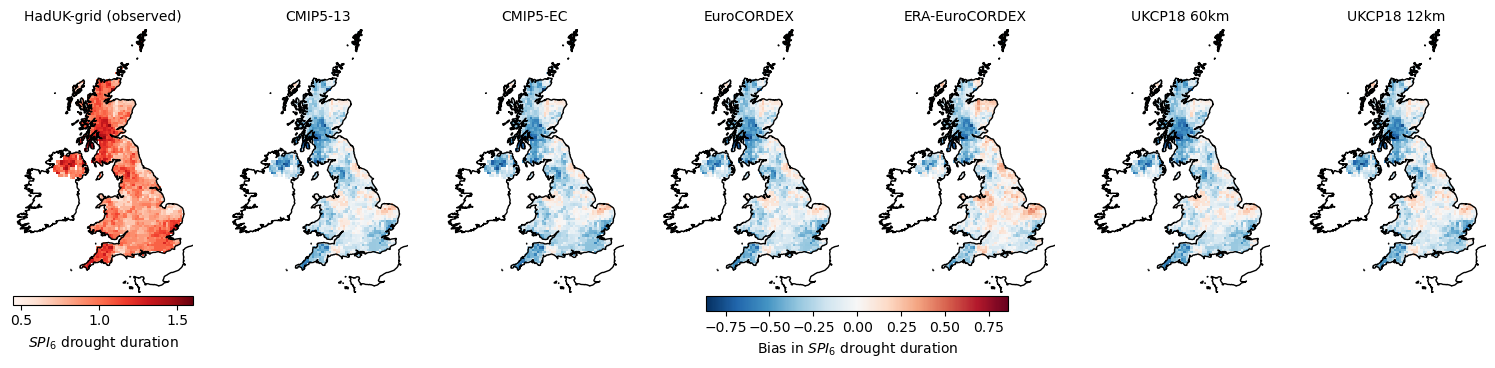 HadUK-grid (observed)
CMIP5-13
CMIP5-EC
EuroCORDEX
ERA-EuroCORDEX
UKCP18 60km
UKCP18 12km
0.5 1.0 1.5
SPI₆ drought duration
−0.75 −0.50 −0.25 0.00 0.25 0.50 0.75
Bias in SPI₆ drought duration